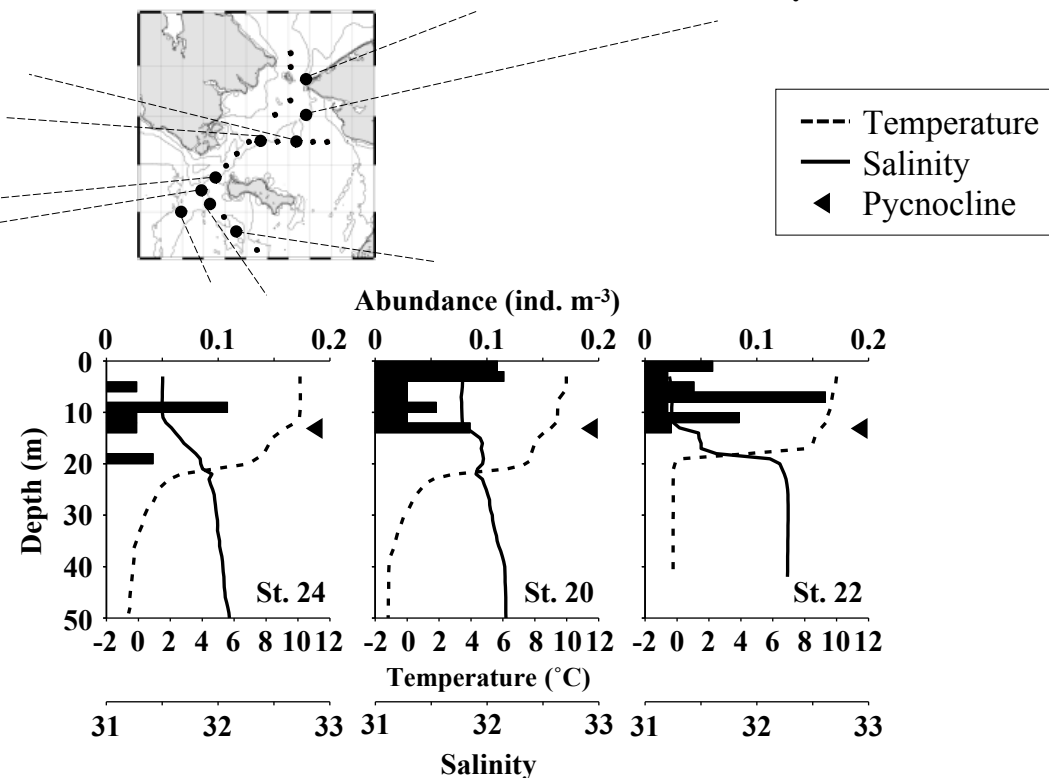 Temperature
Salinity
Pycnocline
Abundance (ind. m-3)
0 0.1 0.2 0 0.1 0.2 0 0.1 0.2
0
10
20
30
40
50
Depth (m)
St. 24 St. 20 St. 22
-2 0 2 4 6 8 10 12 -2 0 2 4 6 8 10 12 -2 0 2 4 6 8 10 12
Temperature (˚C)
31 32 33 31 32 33 31 32 33
Salinity